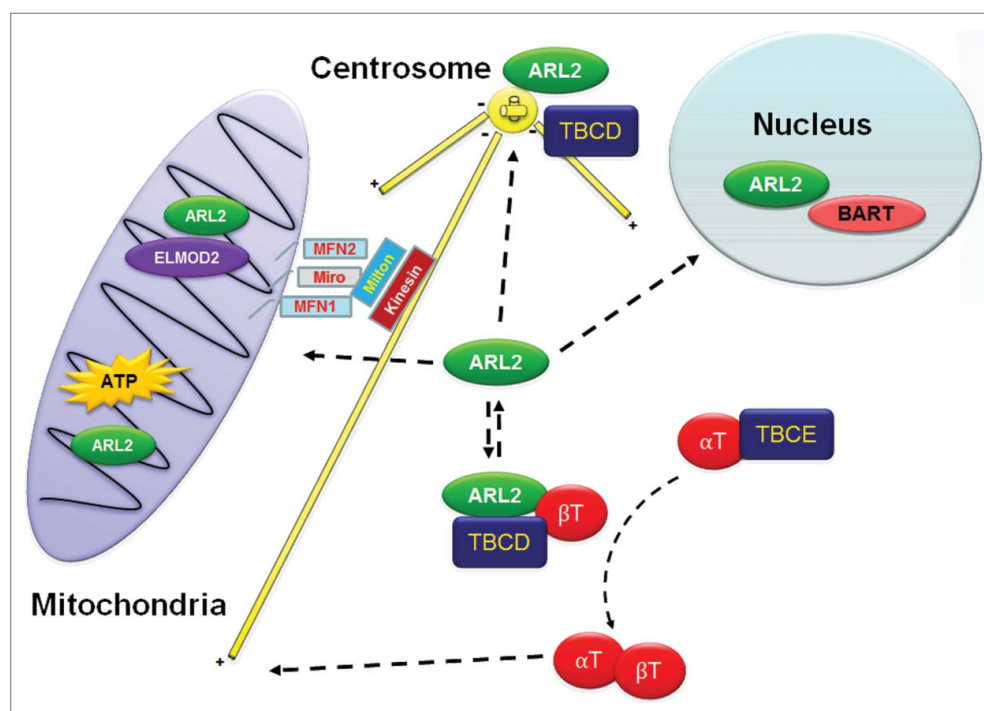 Centrosome
ARL2
TBCD
-
-
-
+
+
Nucleus
ARL2
BART
ARL2
ELMOD2
MFN2
Miro
MFN1
Milton
Kinesin
ATP
ARL2
ARL2
αT
TBCE
ARL2
βT
TBCD
Mitochondria
+
αT
βT